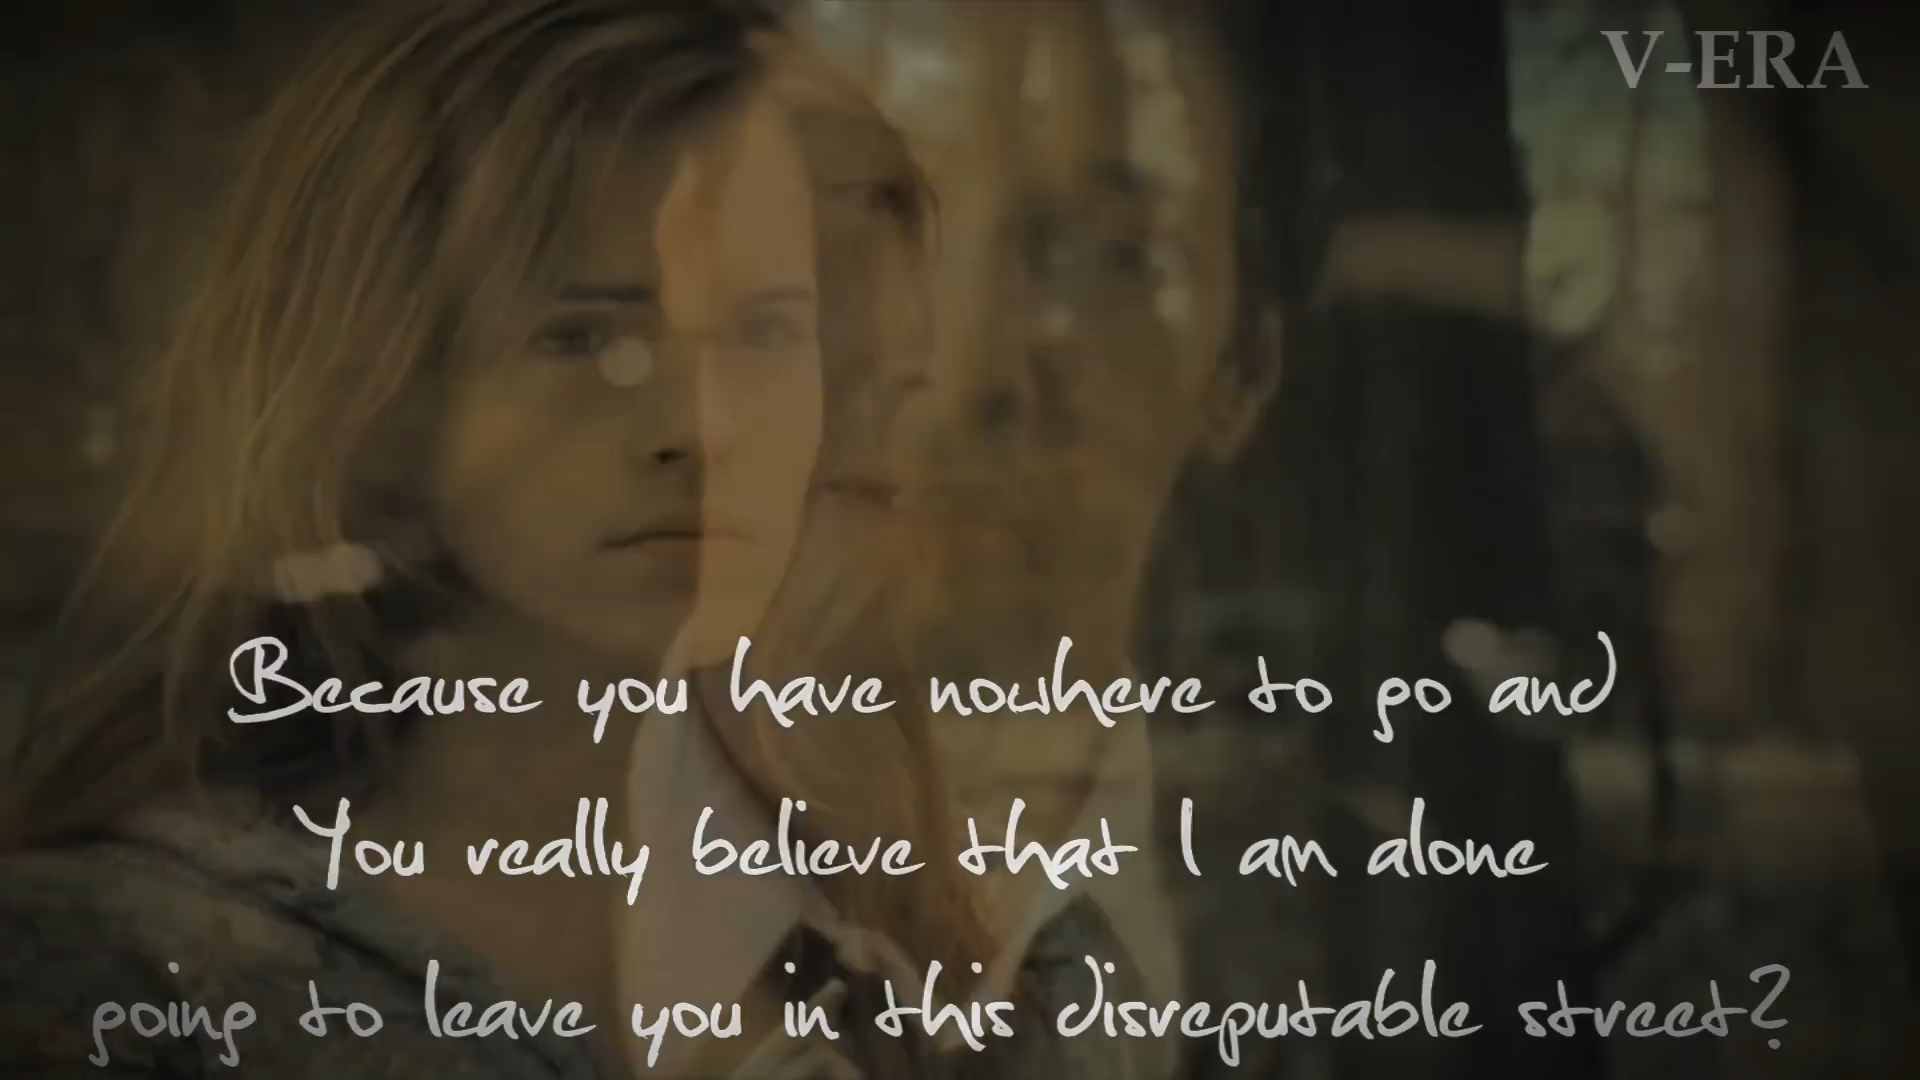 V-ERA
Because you have nowhere to go and
You really believe that I am alone
going to leave you in this disreputable street?